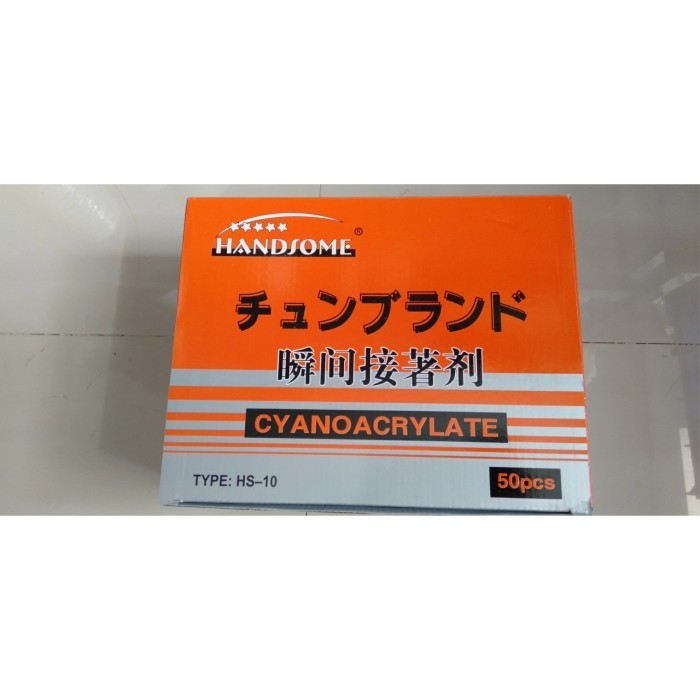 HANDSOME ®
チュンブランド
瞬间接著剂
CYANOACRYLATE
TYPE: HS–10
50pcs